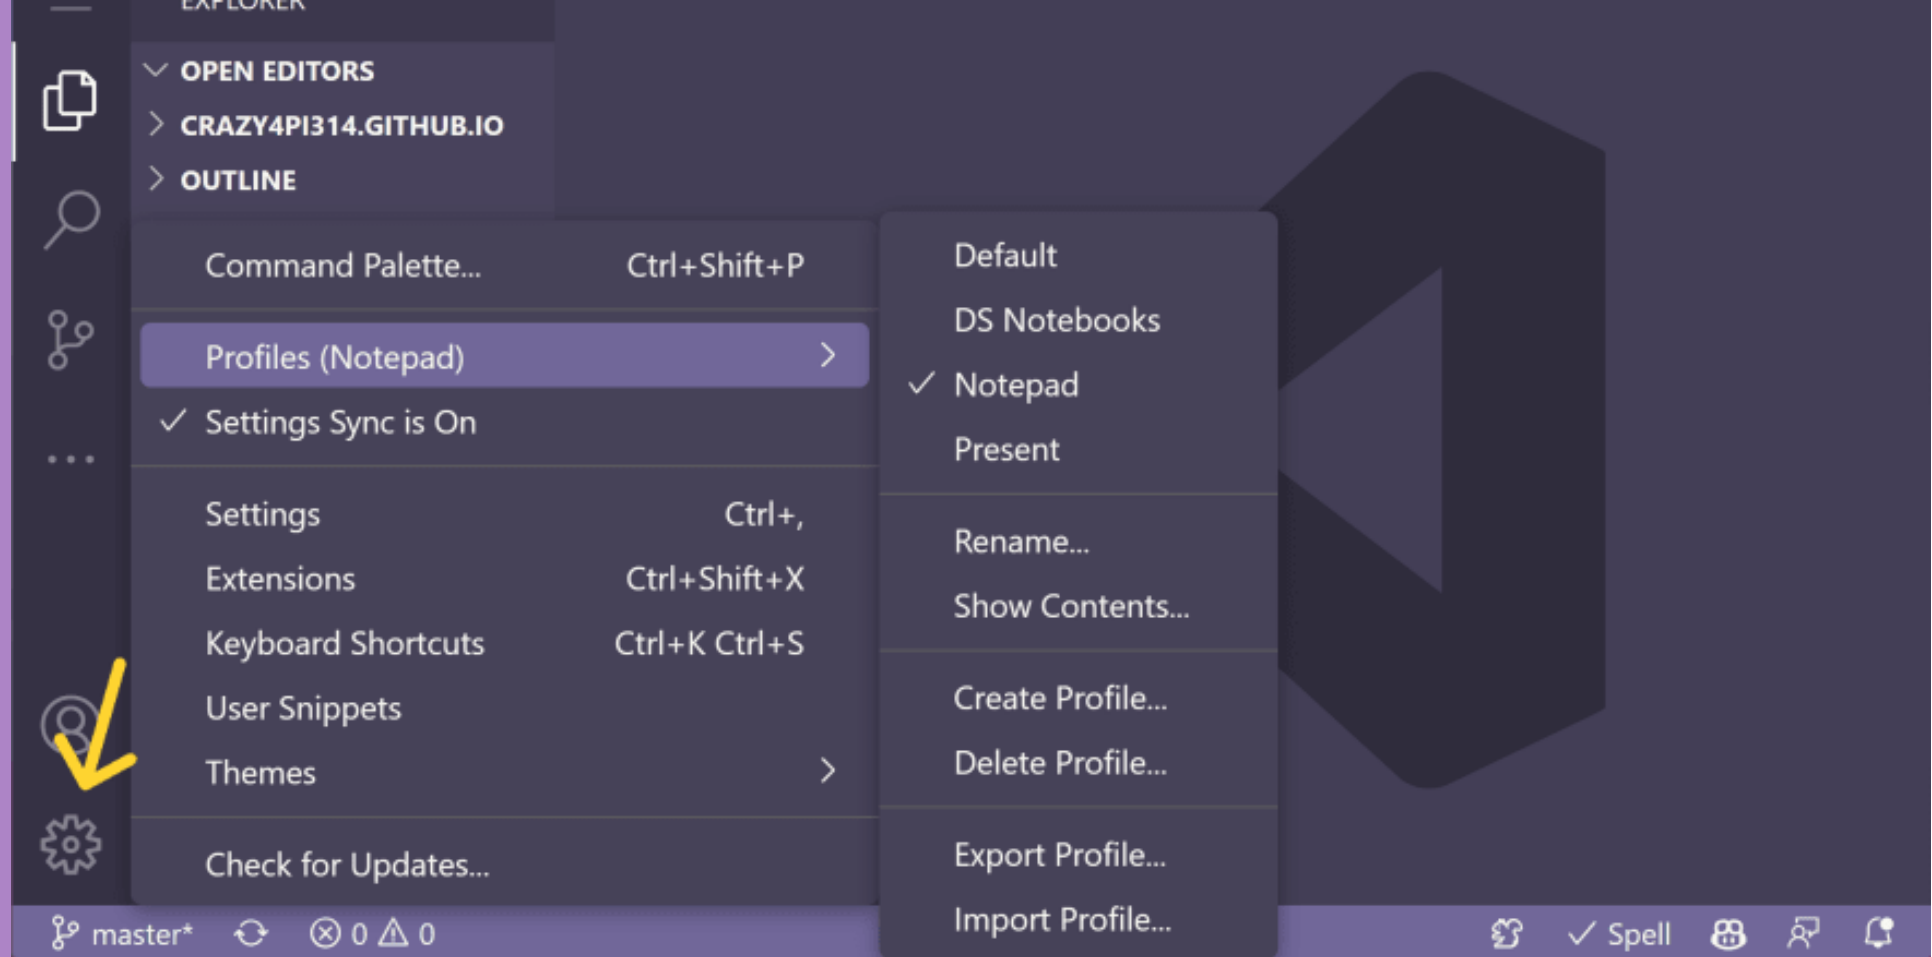 EXPLORER
OPEN EDITORS
CRAZY4PI314.GITHUB.IO
OUTLINE
Command Palette... Ctrl+Shift+P
Profiles (Notepad)
Settings Sync is On
Settings Ctrl+,
Extensions Ctrl+Shift+X
Keyboard Shortcuts Ctrl+K Ctrl+S
User Snippets
Themes
Check for Updates...
Default
DS Notebooks
Notepad
Present
Rename...
Show Contents...
Create Profile...
Delete Profile...
Export Profile...
Import Profile...
master* 0 0 Spell